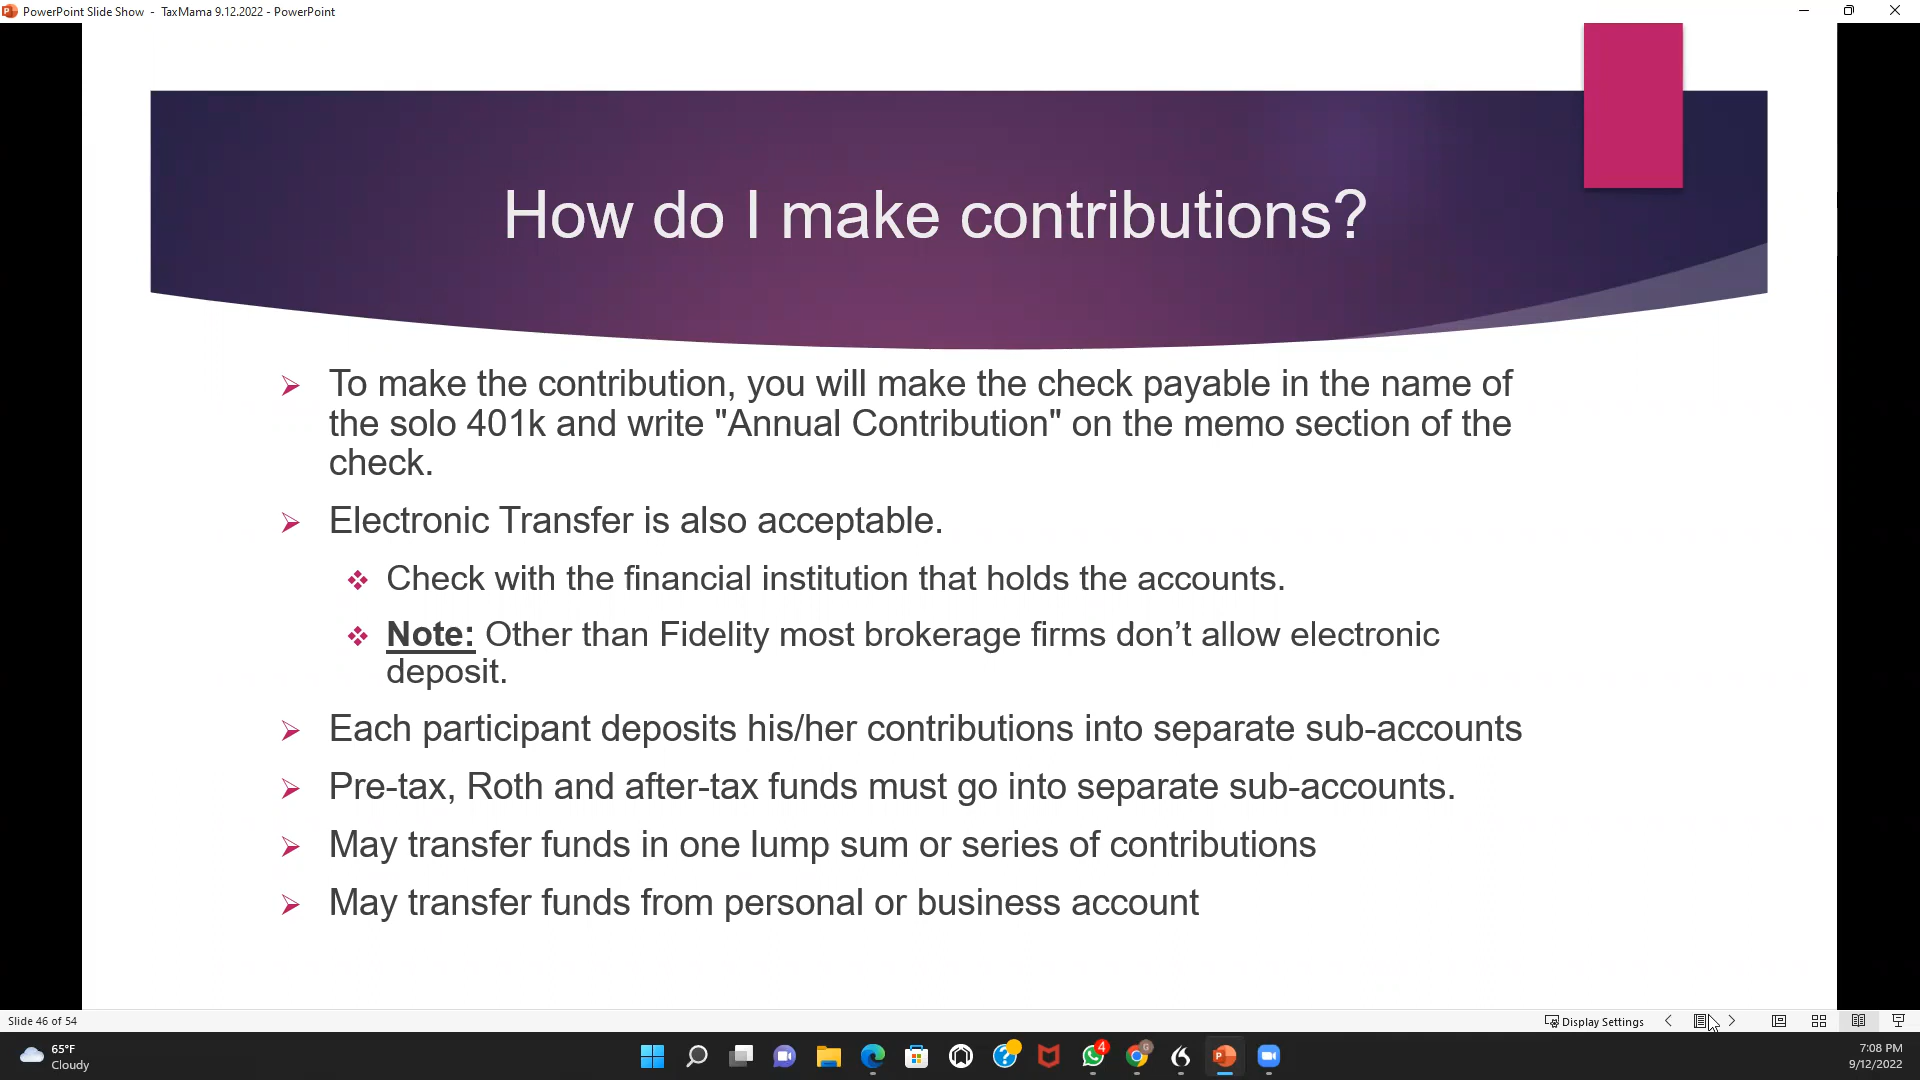 PowerPoint Slide Show - TaxMama 9.12.2022 - PowerPoint
How do I make contributions?
To make the contribution, you will make the check payable in the name of
the solo 401k and write "Annual Contribution" on the memo section of the
check.
Electronic Transfer is also acceptable.
Check with the financial institution that holds the accounts.
Note: Other than Fidelity most brokerage firms don’t allow electronic
deposit.
Each participant deposits his/her contributions into separate sub-accounts
Pre-tax, Roth and after-tax funds must go into separate sub-accounts.
May transfer funds in one lump sum or series of contributions
May transfer funds from personal or business account
Slide 46 of 54
Display Settings
65°F
Cloudy
4
G
7:08 PM
9/12/2022